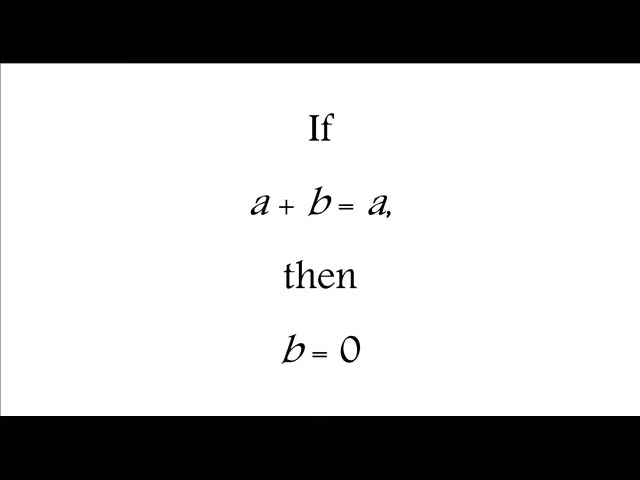 If
a + b = a,
then
b = 0